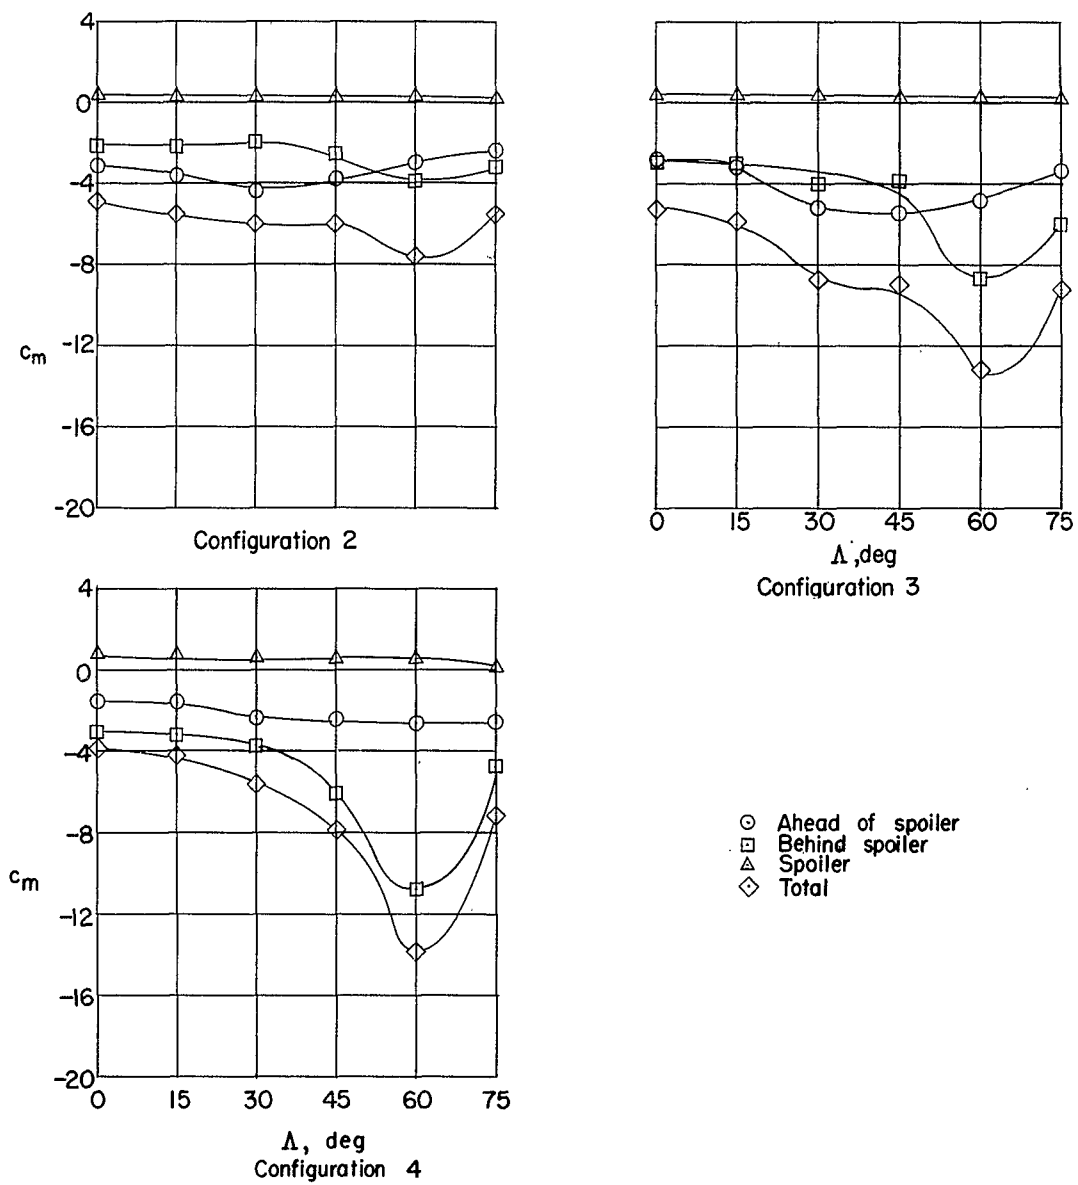 4
0
-4
-8
cm -12
-16
-20
Configuration 2
0 15 30 45 60 75
Λ ,deg
Configuration 3
4
0
-4
-8
cm
-12
-16
-20
0 15 30 45 60 75
Λ, deg
Configuration 4
Ahead of spoiler
Behind spoiler
Spoiler
Total